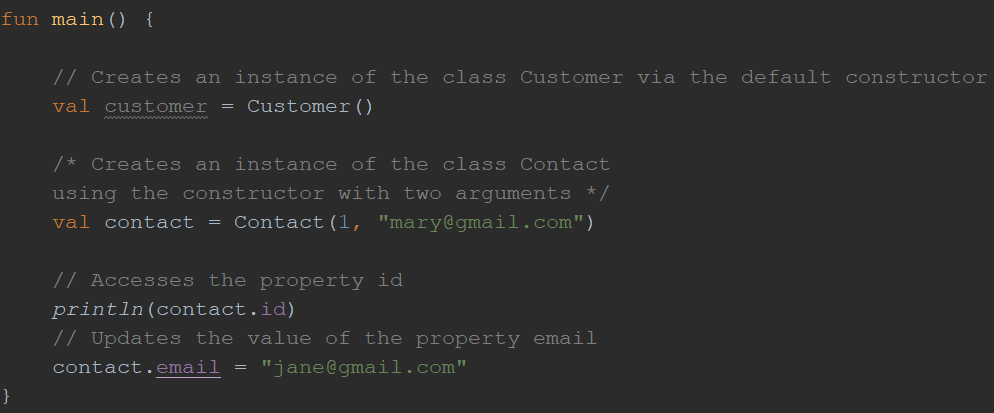 fun main() {
// Creates an instance of the class Customer via the default constructor
val customer = Customer()
/* Creates an instance of the class Contact
using the constructor with two arguments */
val contact = Contact(1, "mary@gmail.com")
// Accesses the property id
println(contact.id)
// Updates the value of the property email
contact.email = "jane@gmail.com"
}